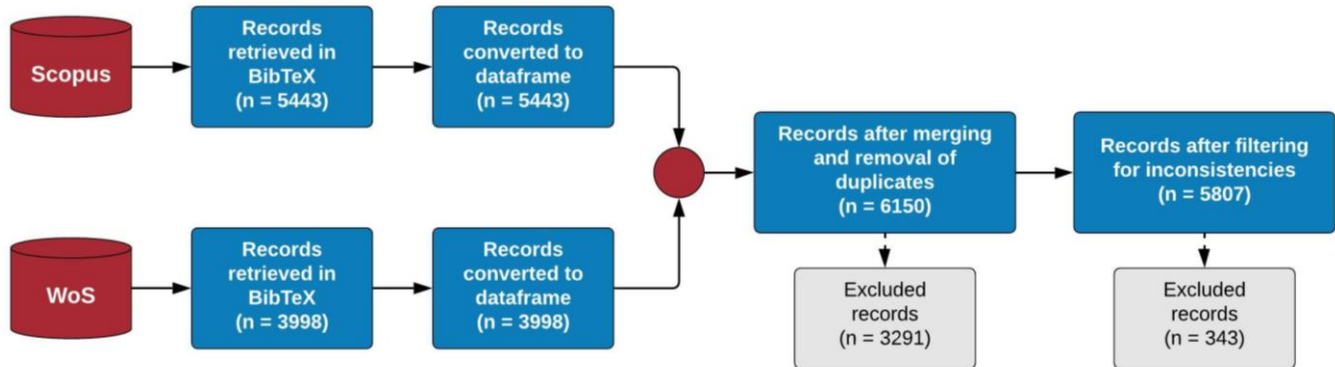 Scopus
Records
retrieved in
BibTeX
(n = 5443)
Records
converted to
dataframe
(n = 5443)
WoS
Records
retrieved in
BibTeX
(n = 3998)
Records
converted to
dataframe
(n = 3998)
Records after merging
and removal of
duplicates
(n = 6150)
Excluded
records
(n = 3291)
Records after filtering
for inconsistencies
(n = 5807)
Excluded
records
(n = 343)